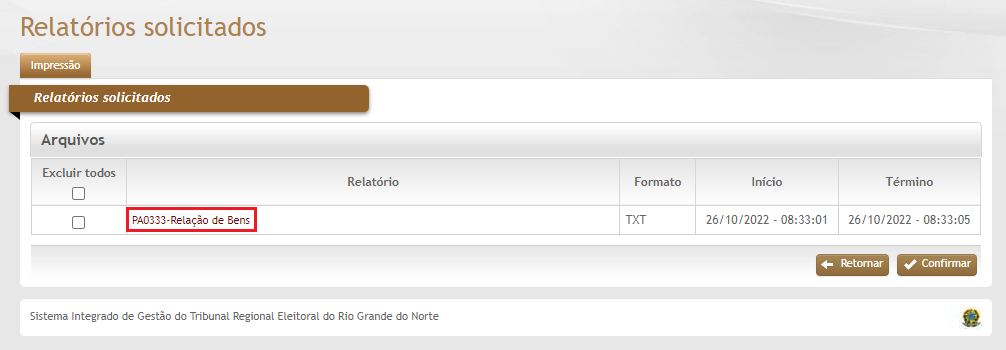 Relatórios solicitados
Impressão
Relatórios solicitados
Arquivos
Excluir todos Relatório Formato Início Término
PA0333-Relação de Bens TXT 26/10/2022 - 08:33:01 26/10/2022 - 08:33:05
Retornar Confirmar
Sistema Integrado de Gestão do Tribunal Regional Eleitoral do Rio Grande do Norte